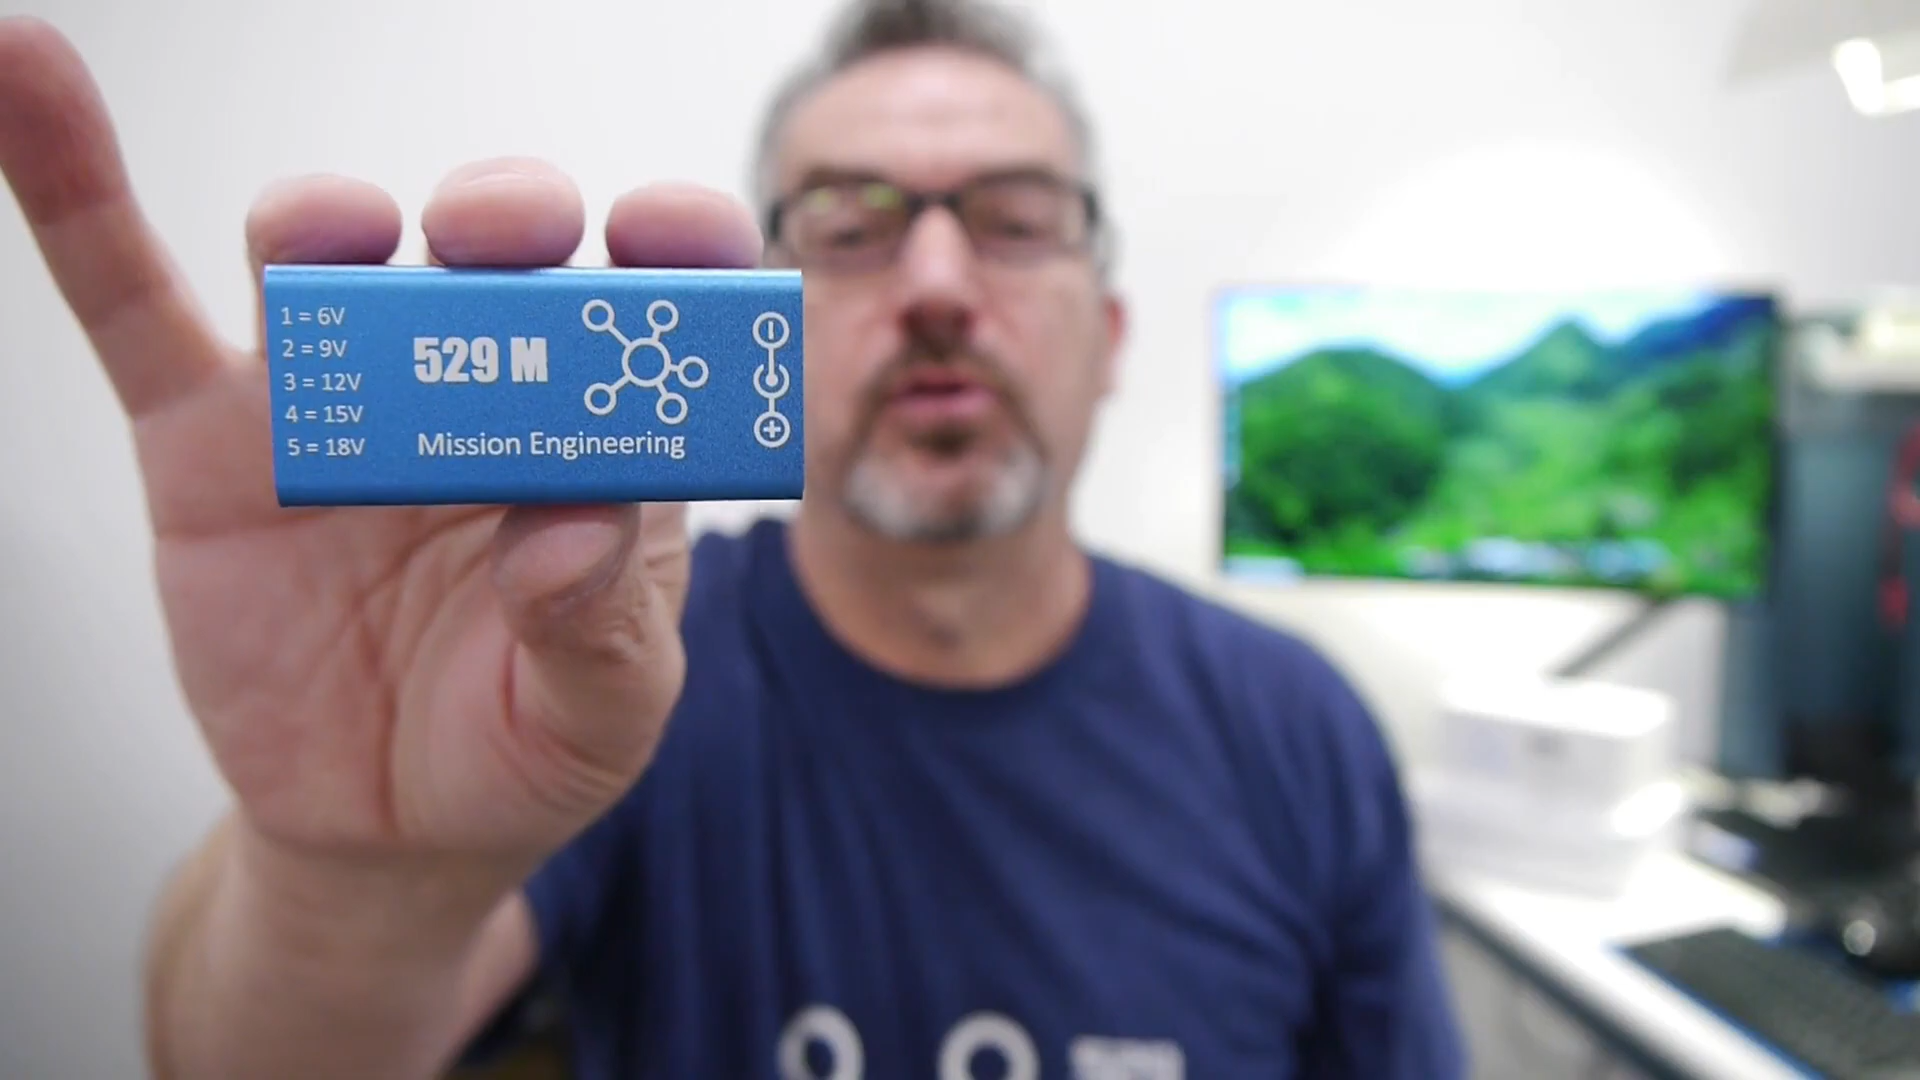 1 = 6V
2 = 9V
3 = 12V
4 = 15V
5 = 18V
529 M
Mission Engineering